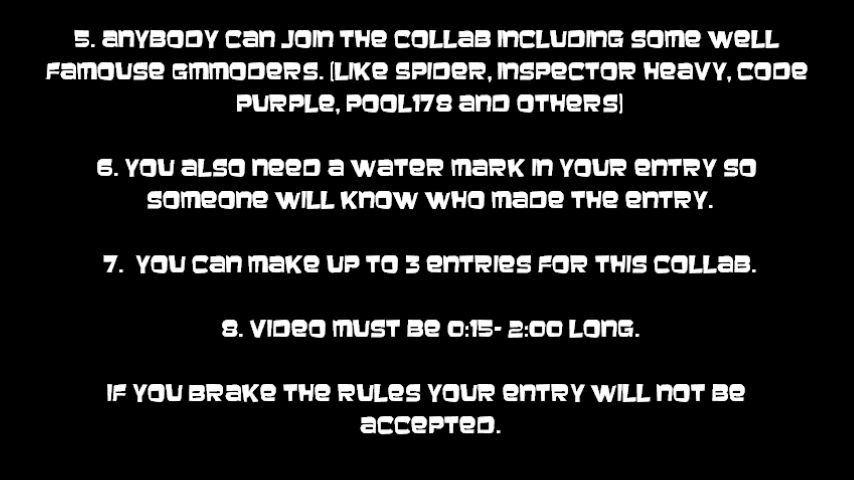 5. Anybody can join the collab including some well
famouse gmmoders. (Like Spider, Inspector Heavy, Code
Purple, Pool178 and others)
6. You also need a water mark in your entry so
someone will know who made the entry.
7. You can make up to 3 entries for this collab.
8. Video must be 0:15- 2:00 long.
If you brake the rules your entry will not be
accepted.